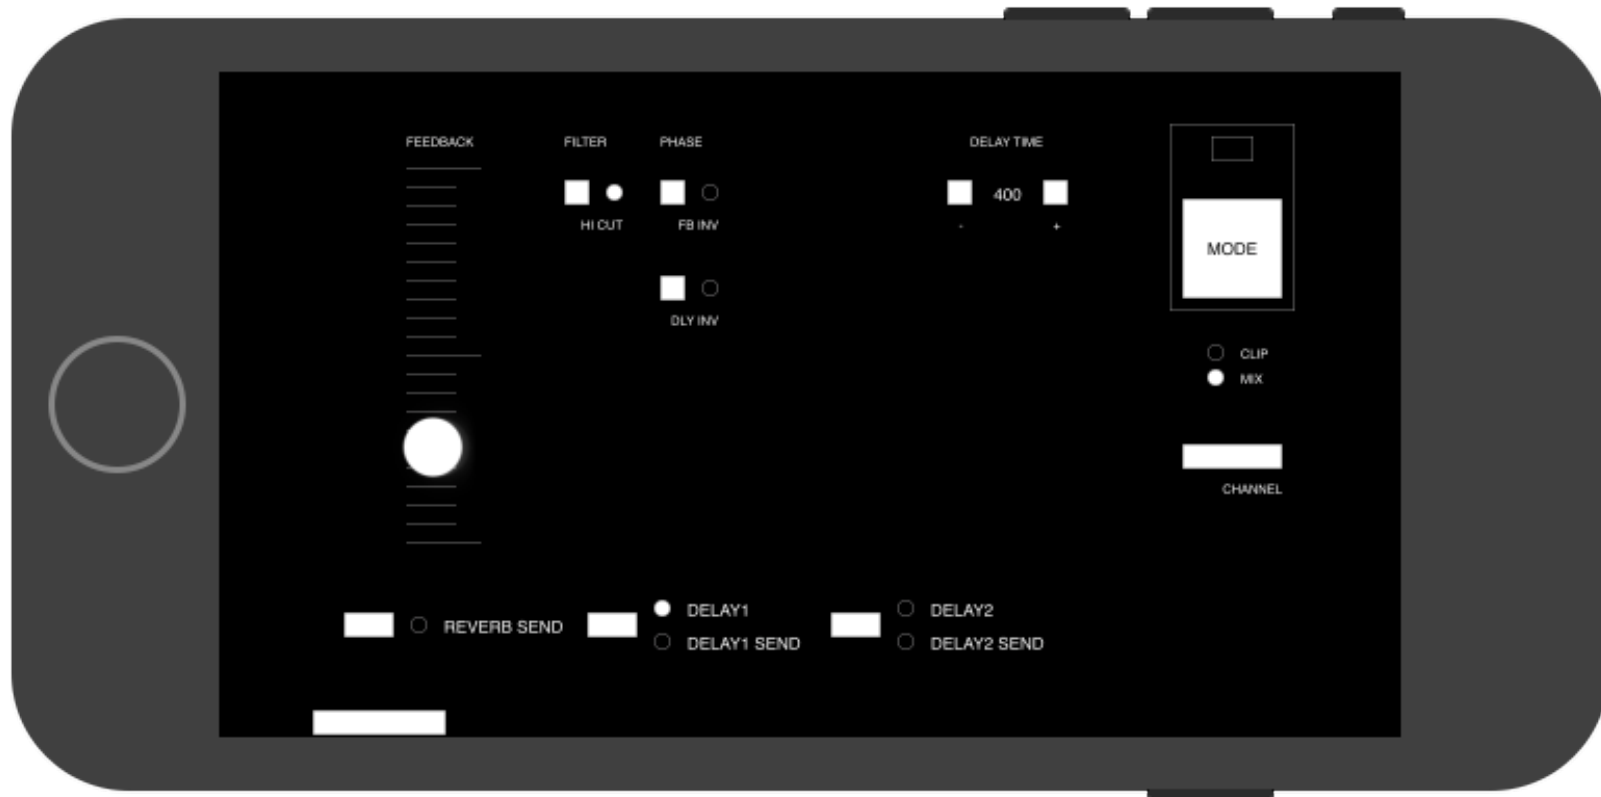 FEEDBACK
FILTER
PHASE
DELAY TIME
400
HI CUT
FB INV
-
+
MODE
DLY INV
CLIP
MIX
CHANNEL
REVERB SEND
DELAY1
DELAY1 SEND
DELAY2
DELAY2 SEND